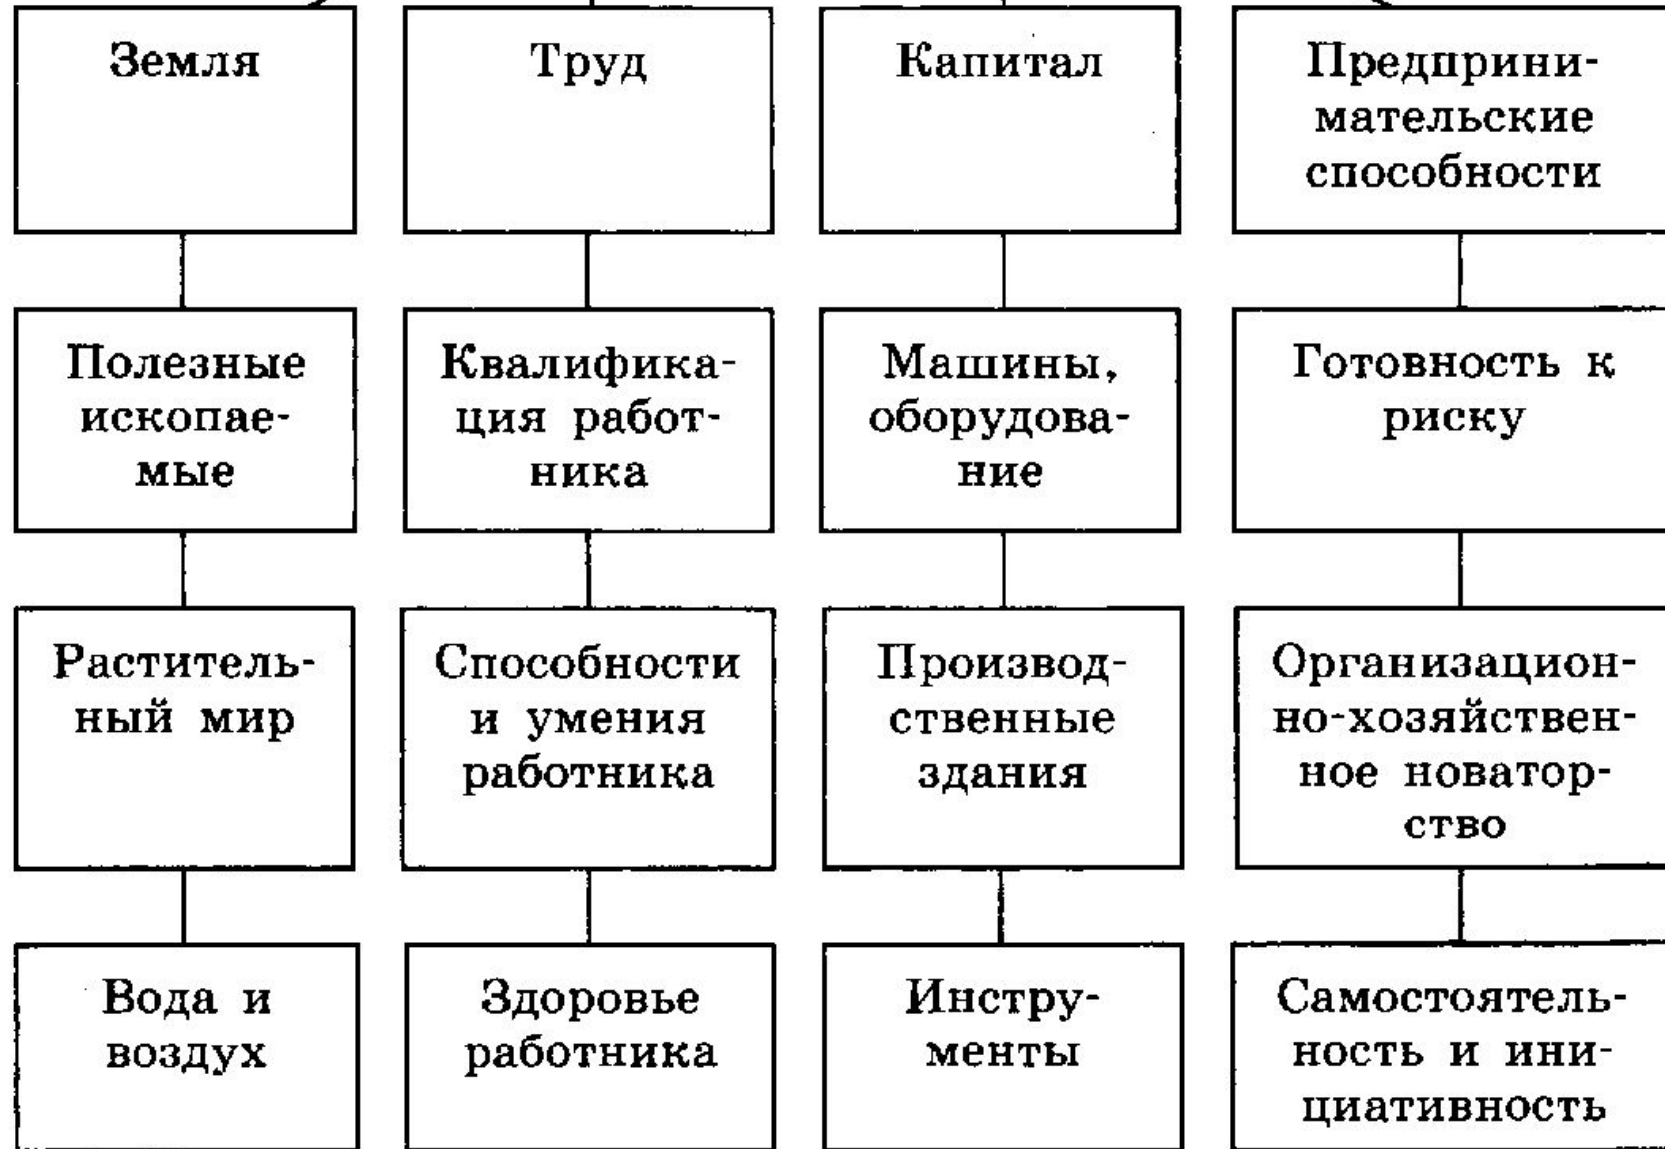 Земля
Труд
Капитал
Предприни-
мательские
способности
Полезные
ископае-
мые
Квалифика-
ция работ-
ника
Машины,
оборудова-
ние
Готовность к
риску
Раститель-
ный мир
Способности
и умения
работника
Производ-
ственные
здания
Организацион-
но-хозяйствен-
ное новатор-
ство
Вода и
воздух
Здоровье
работника
Инстру-
менты
Самостоятель-
ность и ини-
циативность